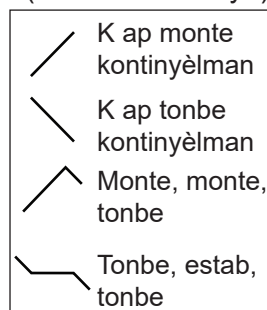 K ap monte
kontinyèlman
K ap tonbe
kontinyèlman
Monte, monte,
tonbe
Tonbe, estab,
tonbe